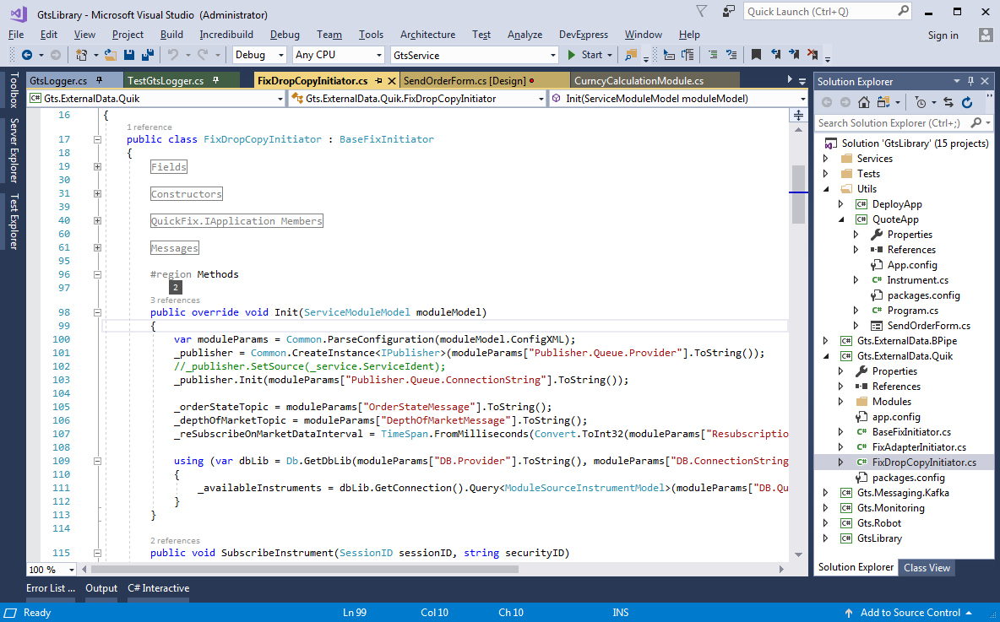 GtsLibrary - Microsoft Visual Studio (Administrator)
Quick Launch (Ctrl+Q)
File Edit View Project Build Incredibuild Debug Team Tools Architecture Test Analyze DevExpress Window Help
Sign in
Debug Any CPU GtsService Start
Toolbox
Server Explorer
Test Explorer
GtsLogger.cs TestGtsLogger.cs FixDropCopyInitiator.cs SendOrderForm.cs [Design] CurncyCalculationModule.cs
Gts.ExternalData.Quik Gts.ExternalData.Quik.FixDropCopyInitiator Init(ServiceModuleModel moduleModel)
16 {
1 reference
17 public class FixDropCopyInitiator : BaseFixInitiator
18 {
19 Fields
30
31 Constructors
39
40 QuickFix.IApplication Members
60
61 Messages
95
96 #region Methods
97 2
3 references
98 public override void Init(ServiceModuleModel moduleModel)
99 {
100 var moduleParams = Common.ParseConfiguration(moduleModel.ConfigXML);
101 _publisher = Common.CreateInstance<IPublisher>(moduleParams["Publisher.Queue.Provider"].ToString());
102 //_publisher.SetSource(_service.ServiceIdent);
103 _publisher.Init(moduleParams["Publisher.Queue.ConnectionString"].ToString());
104
105 _orderStateTopic = moduleParams["OrderStateMessage"].ToString();
106 _depthOfMarketTopic = moduleParams["DepthOfMarketMessage"].ToString();
107 _reSubscribeOnMarketDataInterval = TimeSpan.FromMilliseconds(Convert.ToInt32(moduleParams["Resubscriptio
108
109 using (var dbLib = Db.GetDbLib(moduleParams["DB.Provider"].ToString(), moduleParams["DB.ConnectionString
110 {
111 _availableInstruments = dbLib.GetConnection().Query<ModuleSourceInstrumentModel>(moduleParams["DB.Qu
112 }
113 }
114
2 references
115 public void SubscribeInstrument(SessionID sessionID, string securityID)
100 %
Solution Explorer
Search Solution Explorer (Ctrl+;)
Solution 'GtsLibrary' (15 projects)
Services
Tests
Utils
DeployApp
QuoteApp
Properties
References
App.config
Instrument.cs
packages.config
Program.cs
SendOrderForm.cs
Gts.ExternalData.BPipe
Gts.ExternalData.Quik
Properties
References
Modules
app.config
BaseFixInitiator.cs
FixAdapterInitiator.cs
FixDropCopyInitiator.cs
packages.config
Gts.Messaging.Kafka
Gts.Monitoring
Gts.Robot
GtsLibrary
Solution Explorer Class View
Error List ... Output C# Interactive
Ready Ln 99 Col 10 Ch 10 INS Add to Source Control